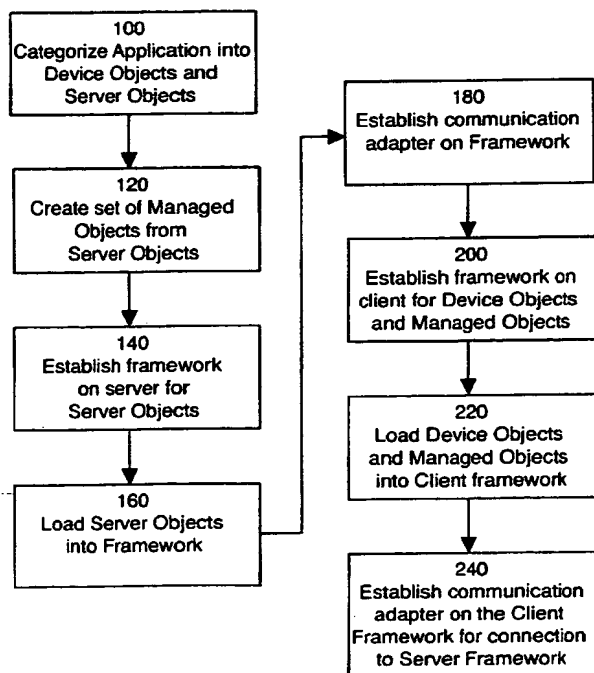 100
Categorize Application into
Device Objects and
Server Objects
120
Create set of Managed
Objects from
Server Objects
140
Establish framework
on server for
Server Objects
160
Load Server Objects
into Framework
180
Establish communication
adapter on Framework
200
Establish framework on
client for Device Objects
and Managed Objects
220
Load Device Objects
and Managed Objects
into Client framework
240
Establish communication
adapter on the Client
Framework for connection
to Server Framework